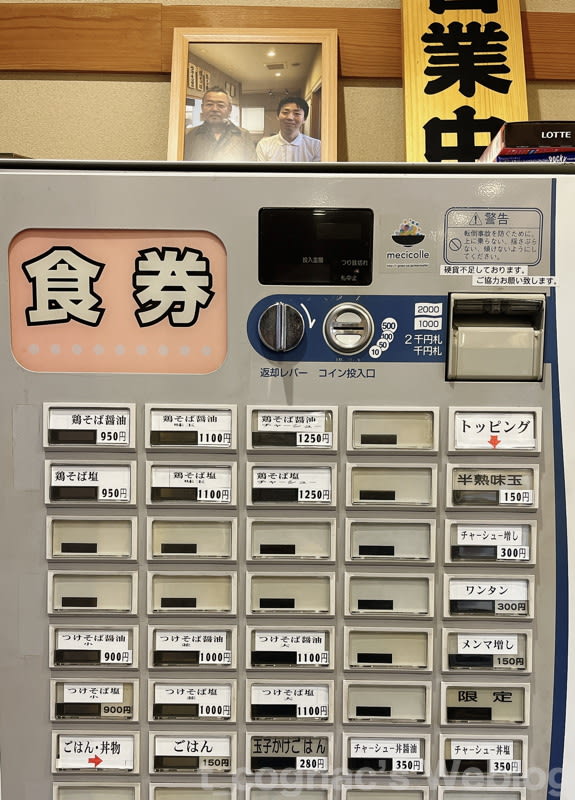 営業中
LOTTE
食券
投入金額
つり銭切れ
販売中止
mecicolle
警告
転倒事故を防ぐために、
上に乗らない、揺さぶら
ない、傾けないようにし
てください。
硬貨不足しております。
ご協力お願い致します。
2000
1000
2千円札
千円札
500
100
50
10
返却レバー
コイン投入口
鶏そば醤油
950円
鶏そば醤油
味玉
1100円
鶏そば醤油
チャーシュー
1250円
トッピング
鶏そば塩
950円
鶏そば塩
味玉
1100円
鶏そば塩
チャーシュー
1250円
半熟味玉
150円
チャーシュー増し
300円
ワンタン
300円
つけそば醤油
小
900円
つけそば醤油
並
1000円
つけそば醤油
大
1100円
メンマ増し
150円
つけそば塩
小
900円
つけそば塩
並
1000円
つけそば塩
大
1100円
限定
ごはん・丼物
ごはん
150円
玉子かけごはん
280円
チャーシュー丼醤油
350円
チャーシュー丼塩
350円
t.cognac's Weblog